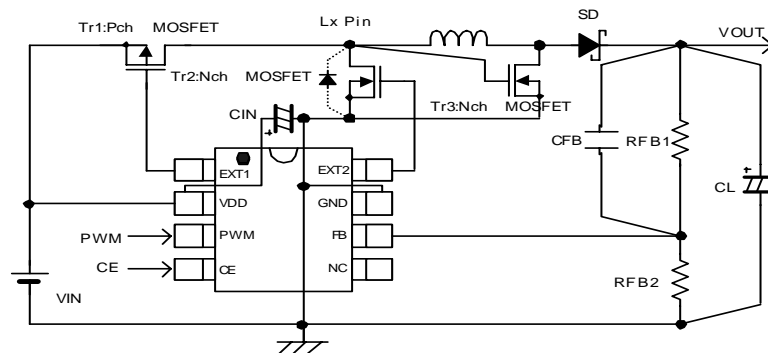 SD
Tr1:Pch MOSFET
Lx Pin
VOUT
Tr2:Nch MOSFET
Tr3:Nch MOSFET
CIN
+
CFB
RFB1
EXT1
EXT2
VDD
GND
+
CL
PWM
PWM
FB
CE
CE
NC
RFB2
VIN